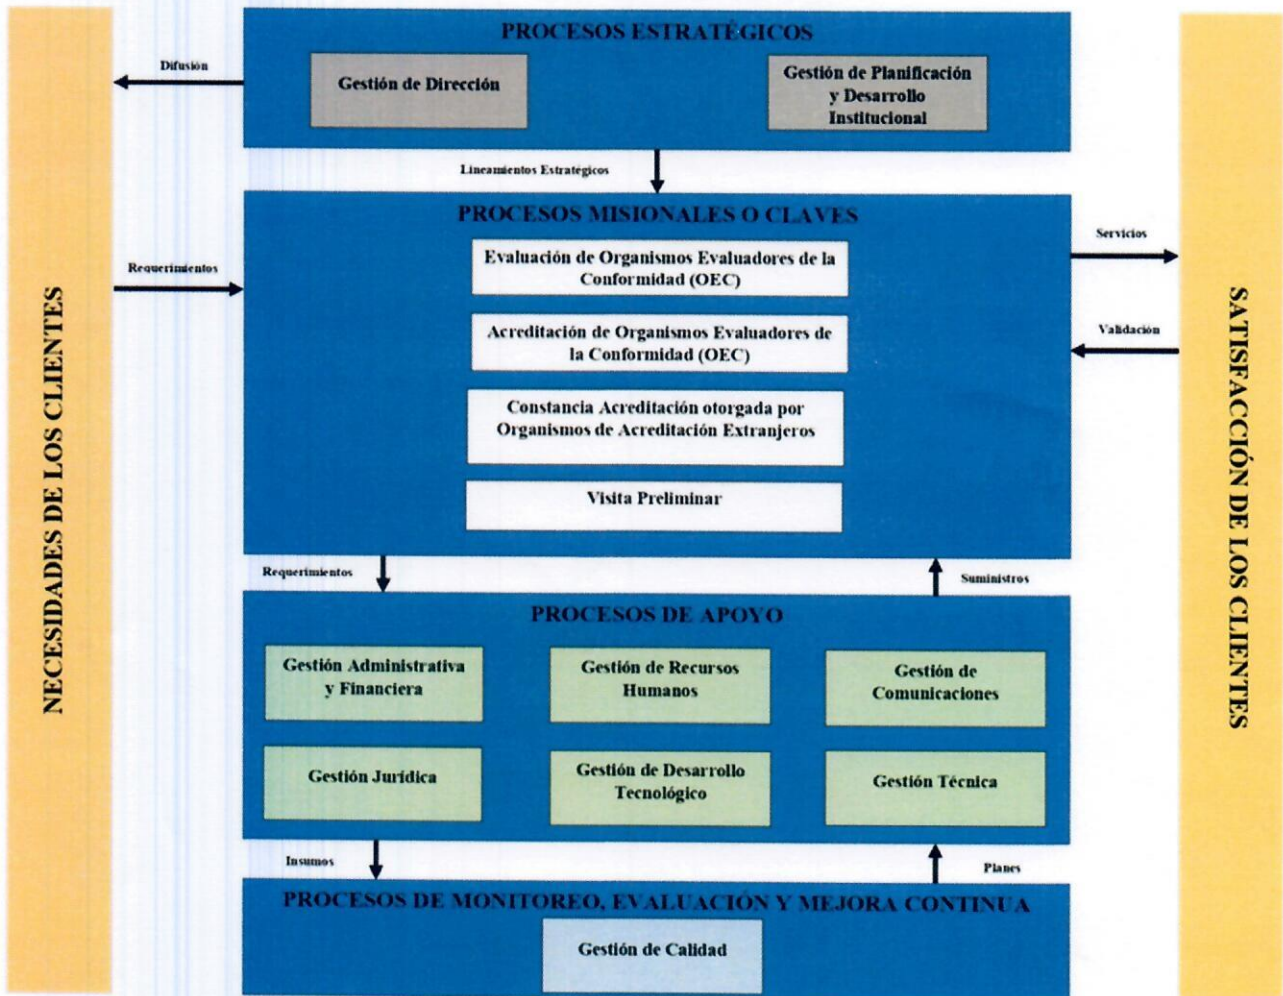 PROCESOS ESTRATÉGICOS
Difusión
Gestión de Dirección
Gestión de Planificación
y Desarrollo
Institucional
Lineamientos Estratégicos
PROCESOS MISIONALES O CLAVES
Evaluación de Organismos Evaluadores de la
Conformidad (OEC)
Servicios
Requerimientos
Acreditación de Organismos Evaluadores de
la Conformidad (OEC)
Validación
Constancia Acreditación otorgada por
Organismos de Acreditación Extranjeros
Visita Preliminar
NECESIDADES DE LOS CLIENTES
SATISFACCIÓN DE LOS CLIENTES
Requerimientos
Suministros
PROCESOS DE APOYO
Gestión Administrativa
y Financiera
Gestión de Recursos
Humanos
Gestión de
Comunicaciones
Gestión Jurídica
Gestión de Desarrollo
Tecnológico
Gestión Técnica
Insumos
Planes
PROCESOS DE MONITOREO, EVALUACIÓN Y MEJORA CONTINUA
Gestión de Calidad